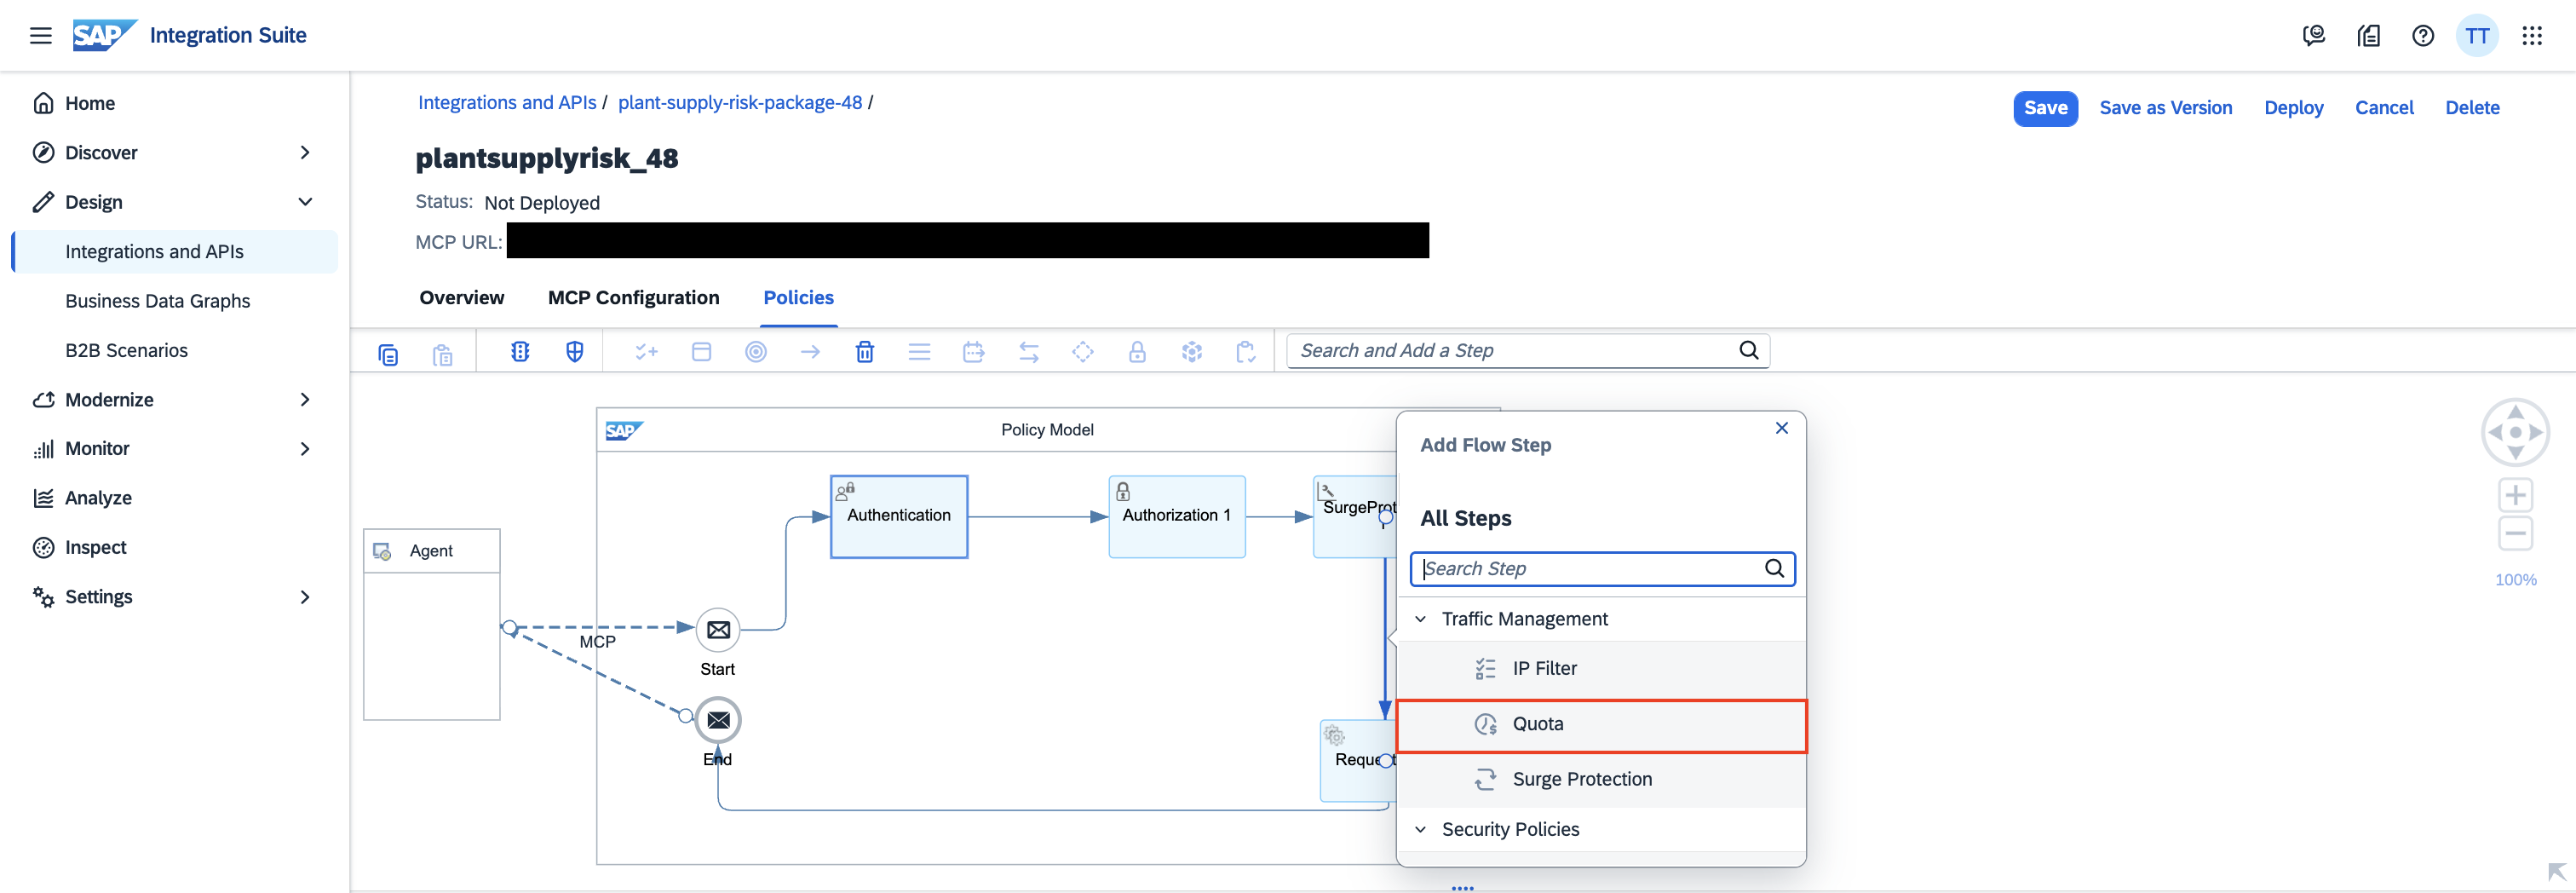 SAP Integration Suite
TT
Home
Discover
Design
Integrations and APIs
Business Data Graphs
B2B Scenarios
Modernize
Monitor
Analyze
Inspect
Settings
Integrations and APIs / plant-supply-risk-package-48 /
Save Save as Version Deploy Cancel Delete
plantsupplyrisk_48
Status: Not Deployed
MCP URL:
Overview MCP Configuration Policies
Search and Add a Step
SAP Policy Model
Agent
MCP
Start
End
Authentication
Authorization 1
SurgeProt
Request
Add Flow Step
All Steps
Search Step
Traffic Management
IP Filter
Quota
Surge Protection
Security Policies
100%